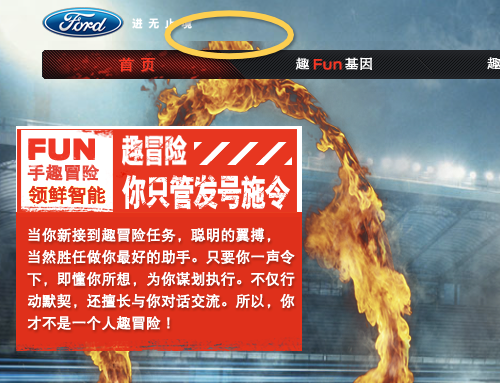 Ford 进无止境
首页 趣Fun基因 趣
FUN
手趣冒险
领鲜智能
趣冒险
你只管发号施令
当你新接到趣冒险任务，聪明的翼搏，
当然胜任做你最好的助手。只要你一声令
下，即懂你所想，为你谋划执行。不仅行
动默契，还擅长与你对话交流。所以，你
才不是一个人趣冒险！